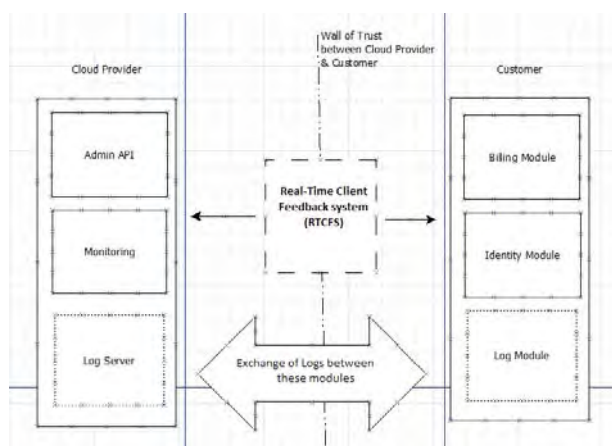 Wall of Trust
between Cloud Provider
& Customer
Cloud Provider
Customer
Admin API
Billing Module
Real-Time Client
Feedback system
(RTCFS)
Monitoring
Identity Module
Log Server
Exchange of Logs between
these modules
Log Module